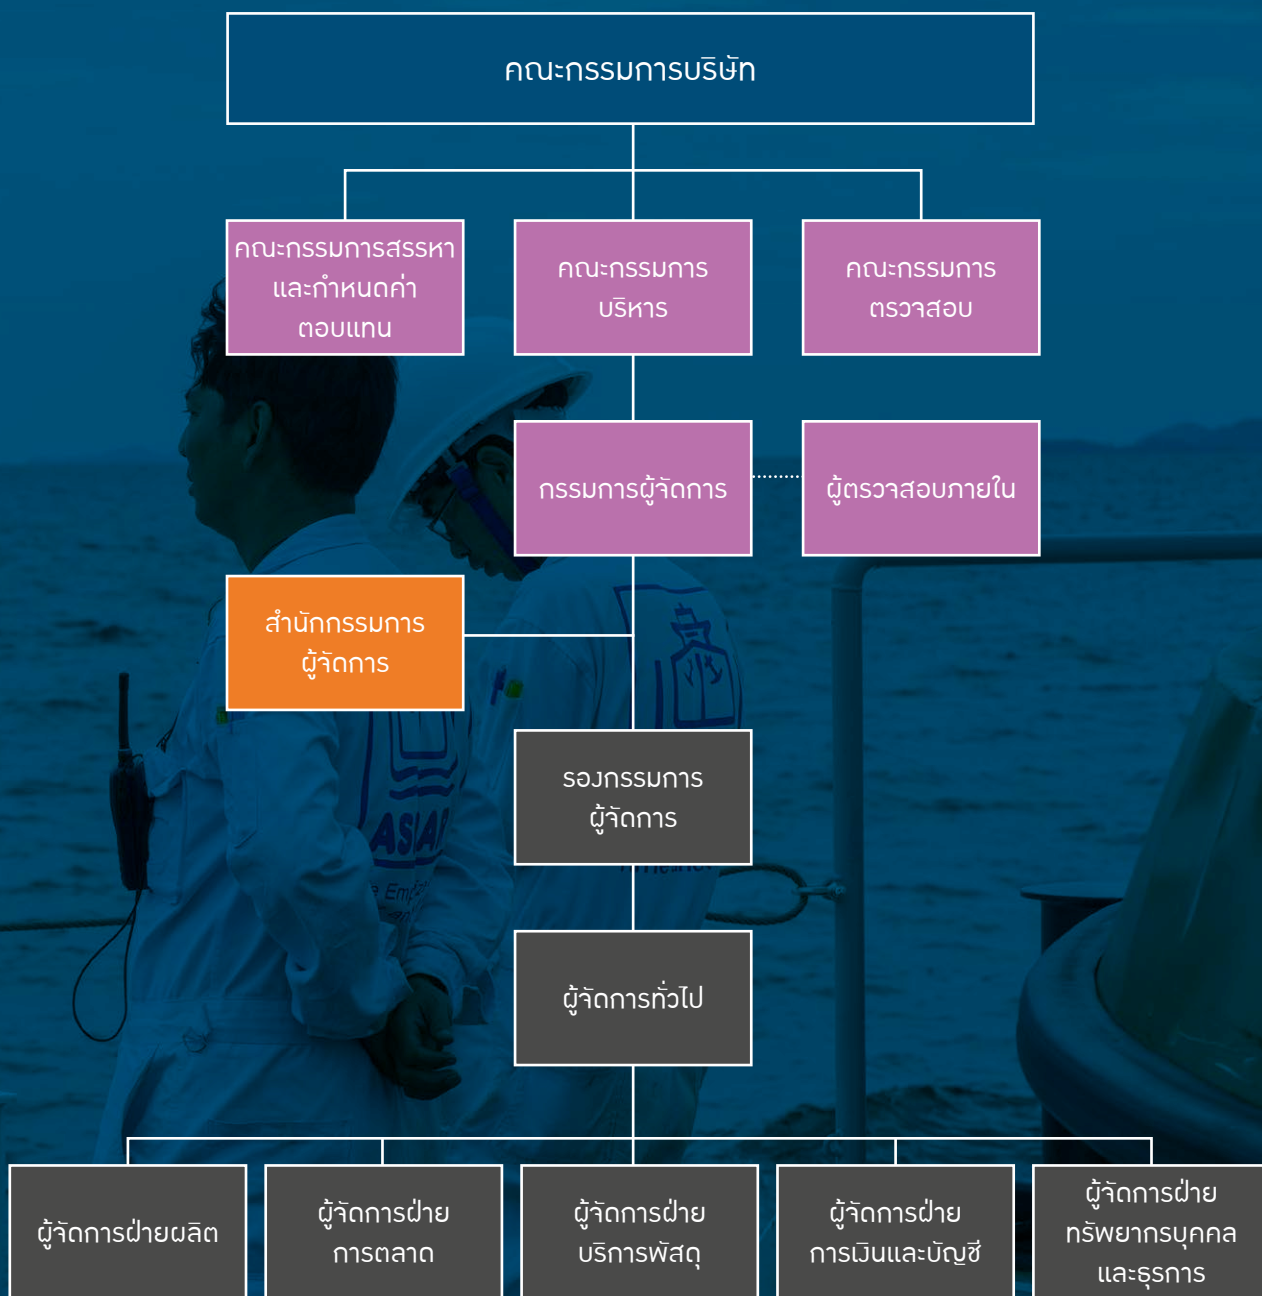 คณะกรรมการบริษัท
คณะกรรมการสรรหา
และกำหนดค่า
ตอบแทน
คณะกรรมการ
บริหาร
คณะกรรมการ
ตรวจสอบ
กรรมการผู้จัดการ
ผู้ตรวจสอบภายใน
สำนักกรรมการ
ผู้จัดการ
รองกรรมการ
ผู้จัดการ
ผู้จัดการทั่วไป
ผู้จัดการฝ่ายผลิต
ผู้จัดการฝ่าย
การตลาด
ผู้จัดการฝ่าย
บริการพัสดุ
ผู้จัดการฝ่าย
การเงินและบัญชี
ผู้จัดการฝ่าย
ทรัพยากรบุคคล
และธุรการ